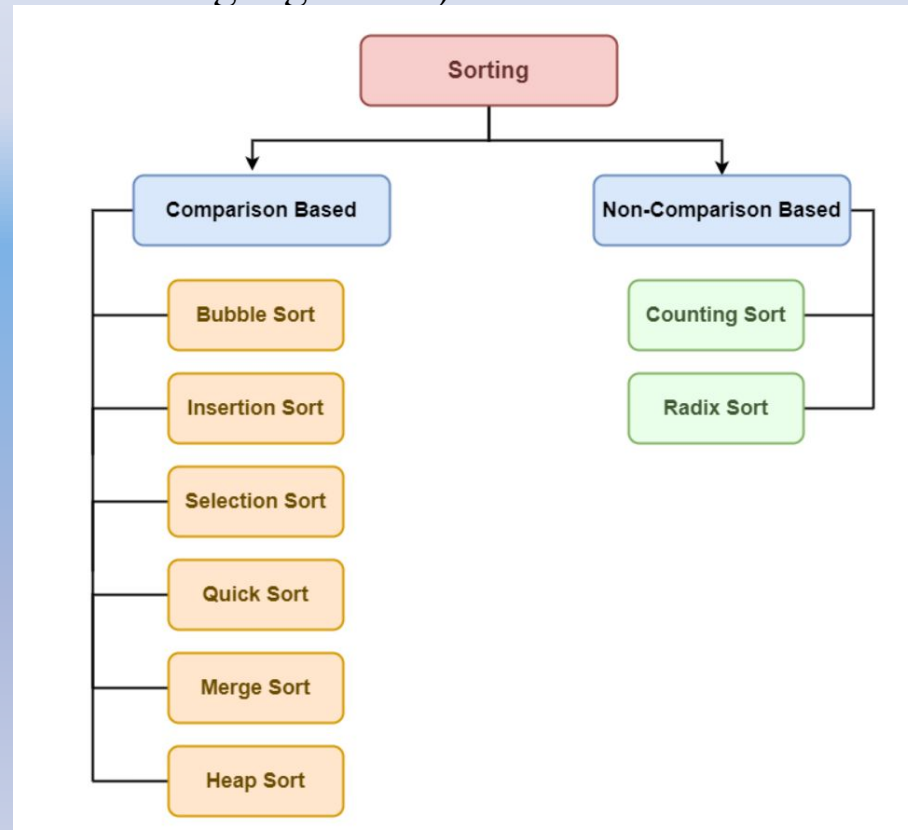 Sorting
Comparison Based
Non-Comparison Based
Bubble Sort
Counting Sort
Insertion Sort
Radix Sort
Selection Sort
Quick Sort
Merge Sort
Heap Sort